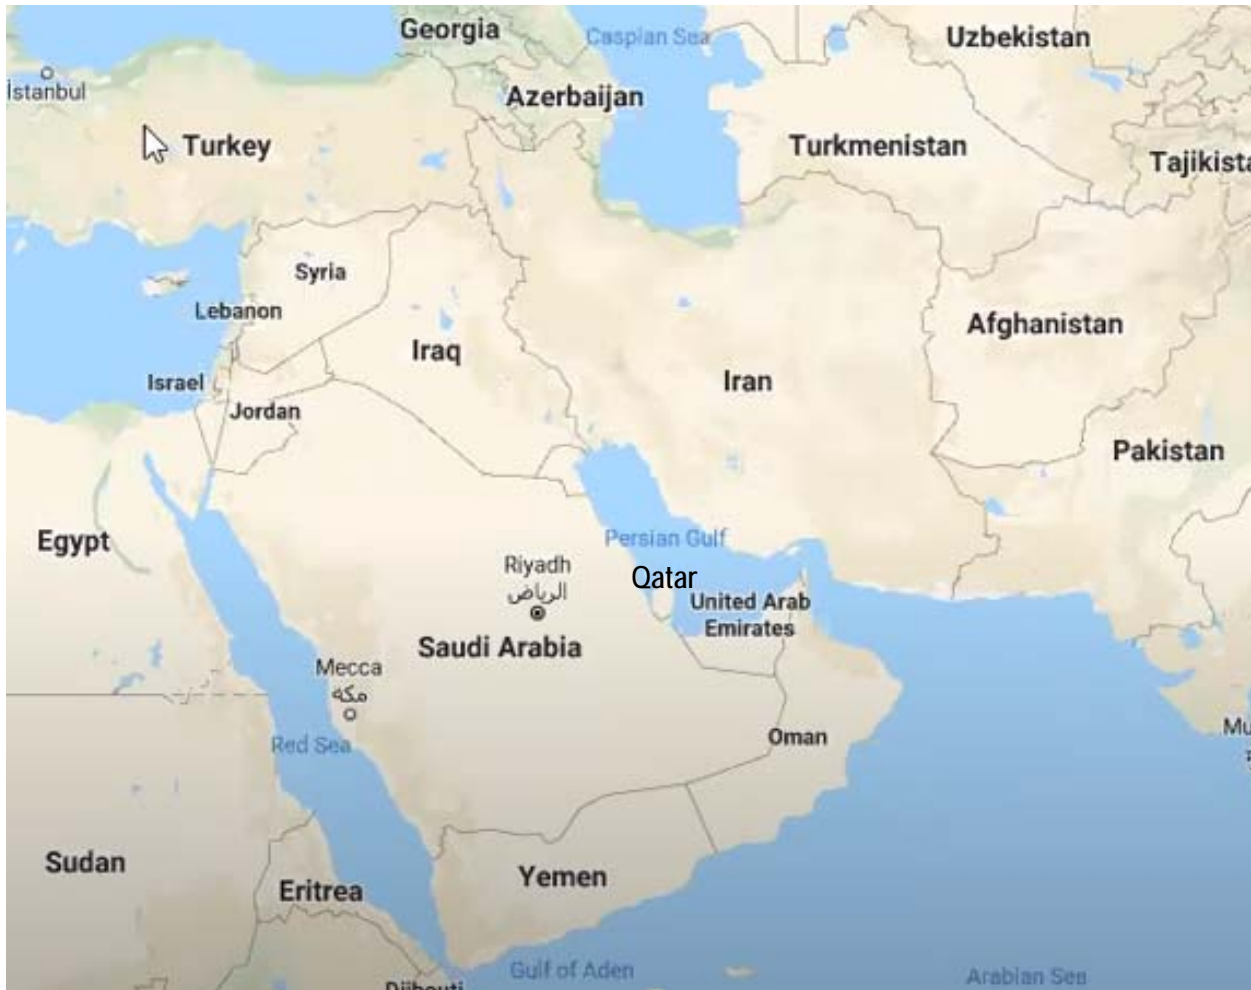 Georgia
Caspian Sea
Uzbekistan
İstanbul
Azerbaijan
Turkey
Turkmenistan
Syria
Lebanon
Afghanistan
Iraq
Israel
Iran
Jordan
Pakistan
Egypt
Persian Gulf
Riyadh
الرياض
Qatar
United Arab
Emirates
Saudi Arabia
Mecca
مكة
Red Sea
Oman
Sudan
Yemen
Eritrea
Gulf of Aden
Arabian Sea